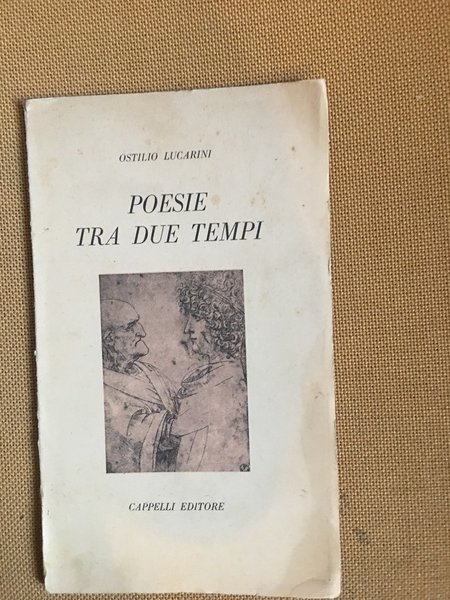 OSTILIO LUCARINI
POESIE
TRA DUE TEMPI
CAPPELLI EDITORE